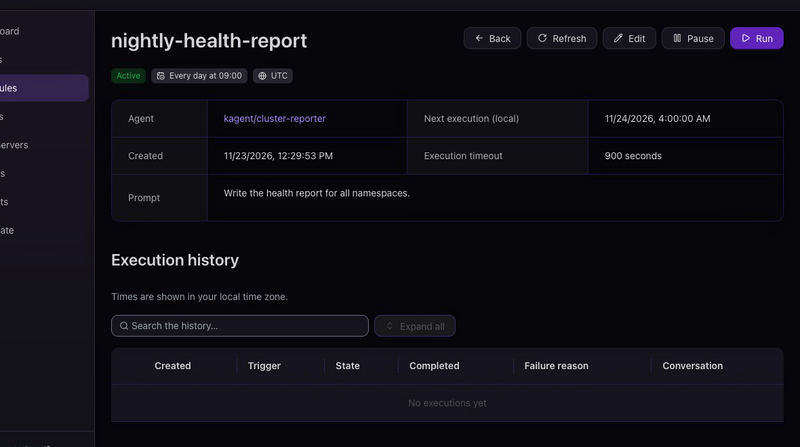 nightly-health-report
Back
Refresh
Edit
Pause
Run
Active
Every day at 09:00
UTC
Agent
kagent/cluster-reporter
Next execution (local)
11/24/2026, 4:00:00 AM
Created
11/23/2026, 12:29:53 PM
Execution timeout
900 seconds
Prompt
Write the health report for all namespaces.
Execution history
Times are shown in your local time zone.
Search the history...
Expand all
Created Trigger State Completed Failure reason Conversation
No executions yet